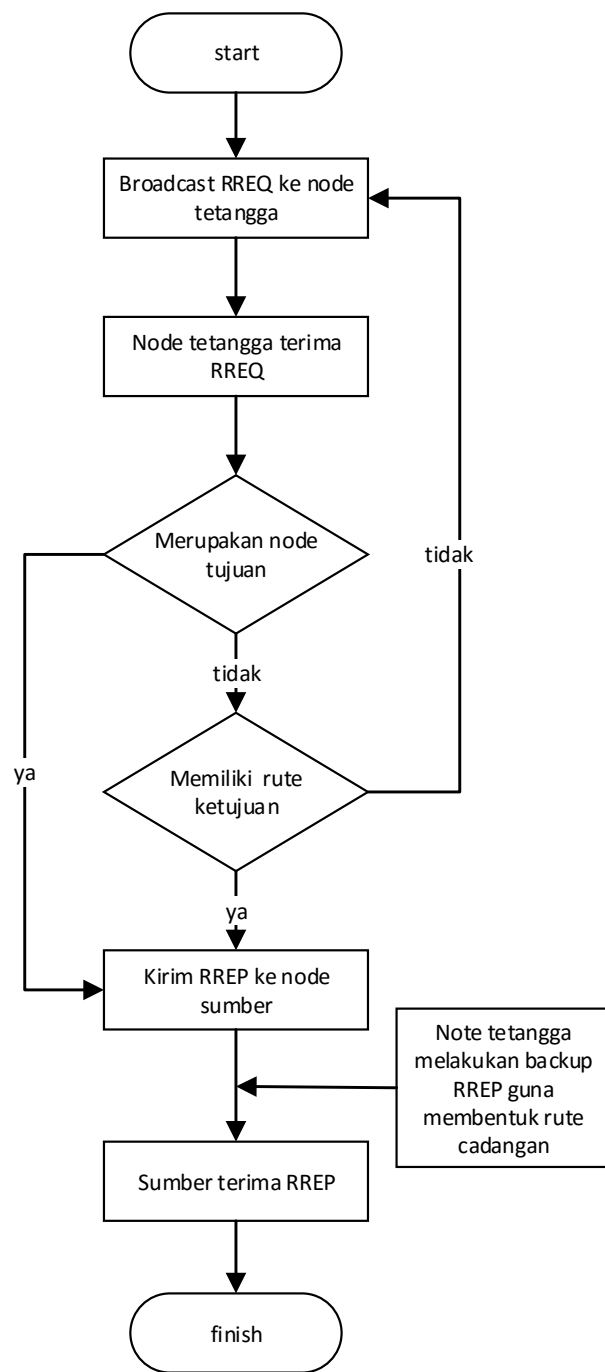 start
Broadcast RREQ ke node
tetangga
Node tetangga terima
RREQ
Merupakan node
tujuan
tidak
tidak
Memiliki rute
ketujuan
ya
ya
Kirim RREP ke node
sumber
Note tetangga
melakukan backup
RREP guna
membentuk rute
cadangan
Sumber terima RREP
finish